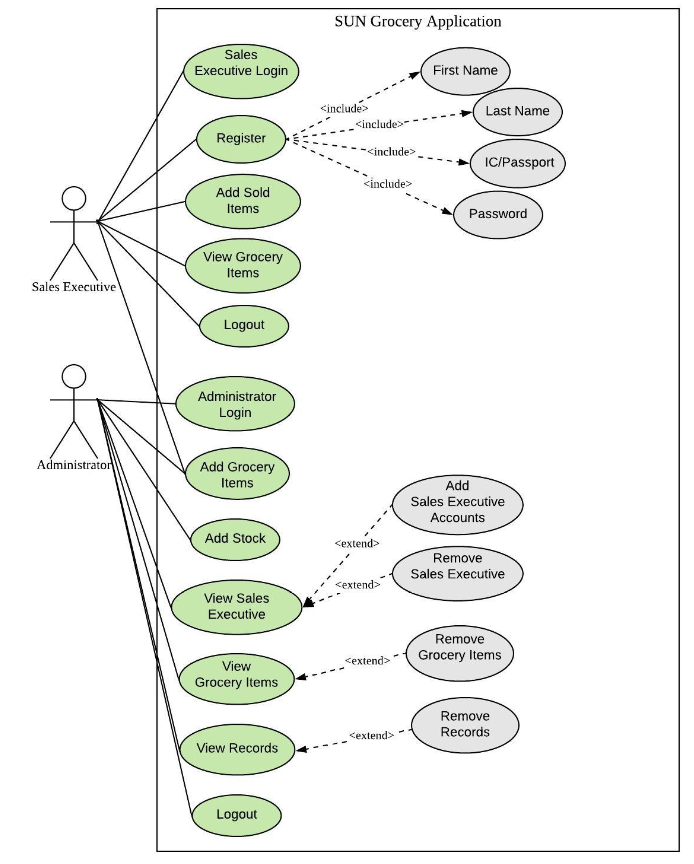 SUN Grocery Application
Sales
Executive Login
First Name
<include>
Last Name
<include>
Register
<include>
IC/Passport
<include>
Add Sold
Items
Password
View Grocery
Items
Sales Executive
Logout
Administrator
Login
Administrator
Add Grocery
Items
Add
Sales Executive
Accounts
Add Stock
<extend>
Remove
Sales Executive
<extend>
View Sales
Executive
Remove
Grocery Items
<extend>
View
Grocery Items
Remove
Records
<extend>
View Records
Logout